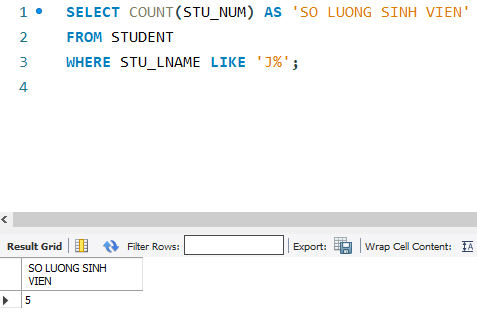 1 SELECT COUNT(STU_NUM) AS 'SO LUONG SINH VIEN'
2 FROM STUDENT
3 WHERE STU_LNAME LIKE 'J%';
4
Result Grid Filter Rows: Export: Wrap Cell Content:
SO LUONG SINH
VIEN
5